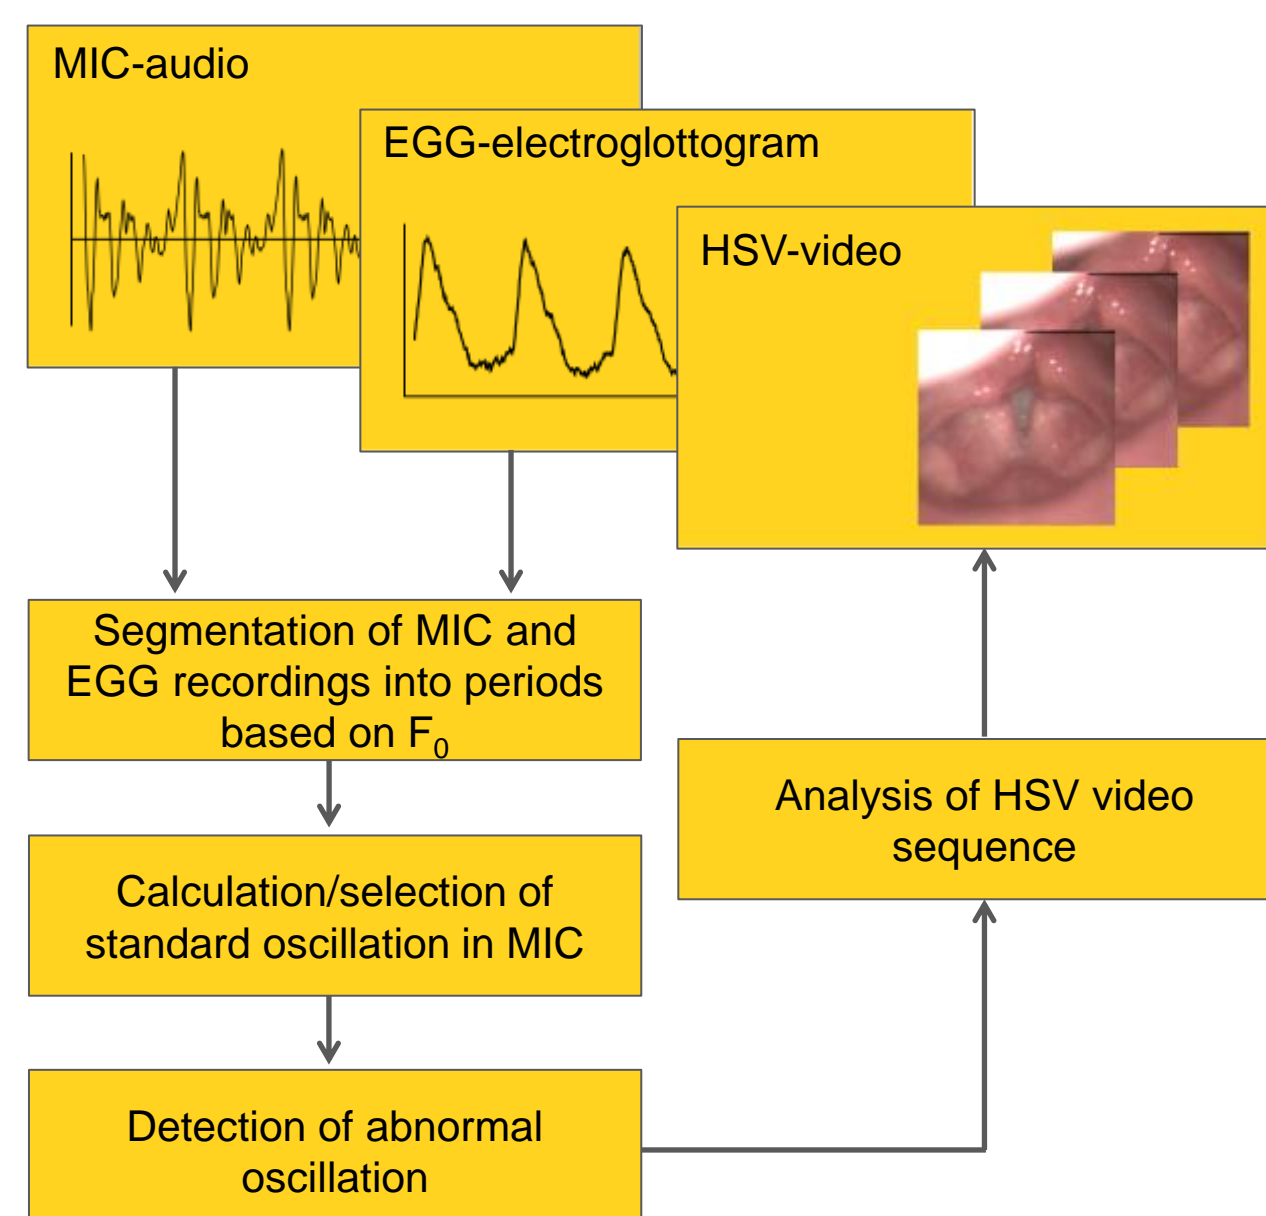 MIC-audio
EGG-electroglottogram
HSV-video
Segmentation of MIC and
EGG recordings into periods
based on F₀
Calculation/selection of
standard oscillation in MIC
Detection of abnormal
oscillation
Analysis of HSV video
sequence